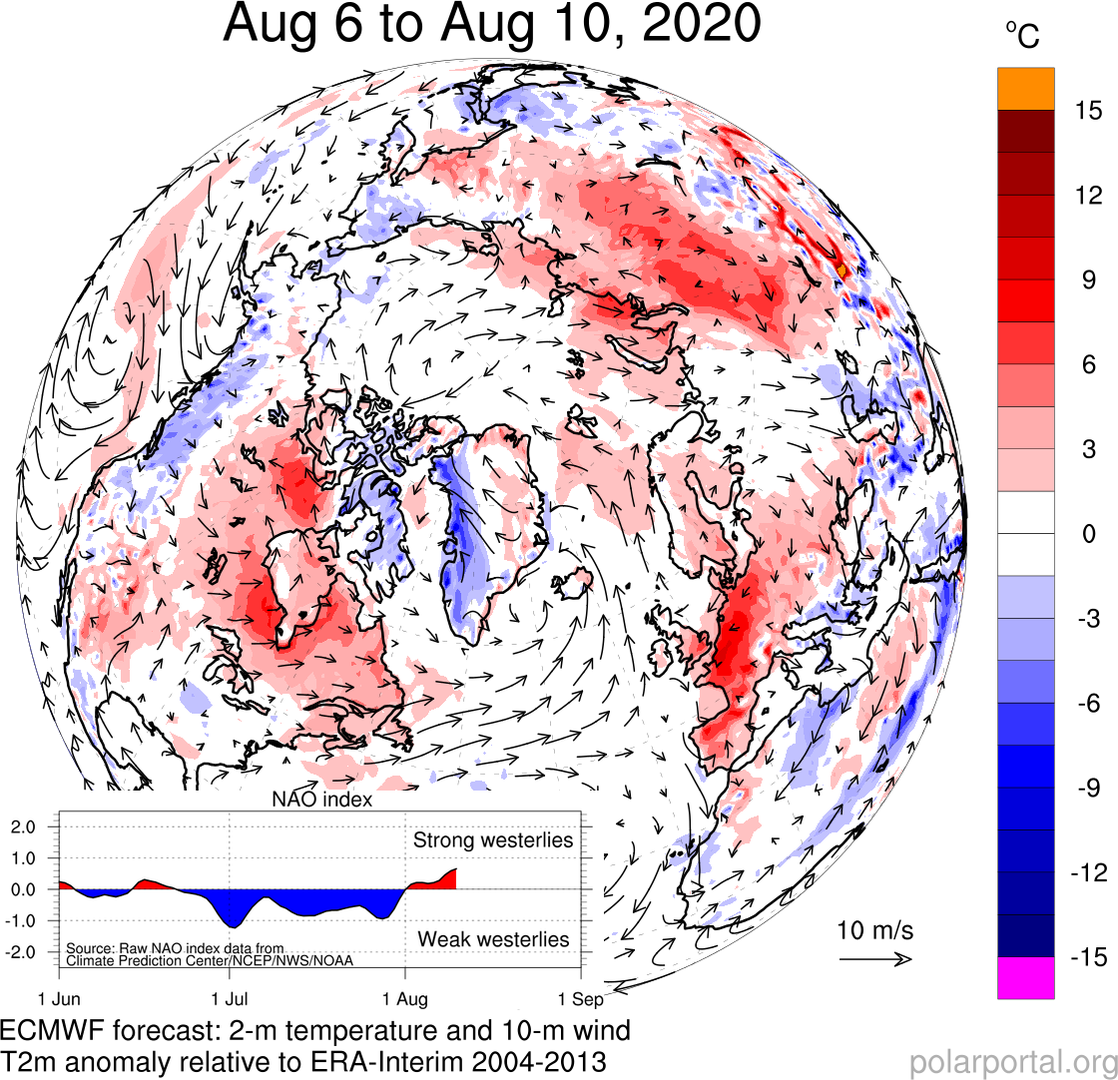 Aug 6 to Aug 10, 2020
°C
15
12
9
6
3
0
-3
-6
-9
-12
-15
10 m/s
NAO index
2.0
1.0
0.0
-1.0
-2.0
Strong westerlies
Weak westerlies
Source: Raw NAO index data from
Climate Prediction Center/NCEP/NWS/NOAA
1 Jun
1 Jul
1 Aug
1 Sep
ECMWF forecast: 2-m temperature and 10-m wind
T2m anomaly relative to ERA-Interim 2004-2013
polarportal.org